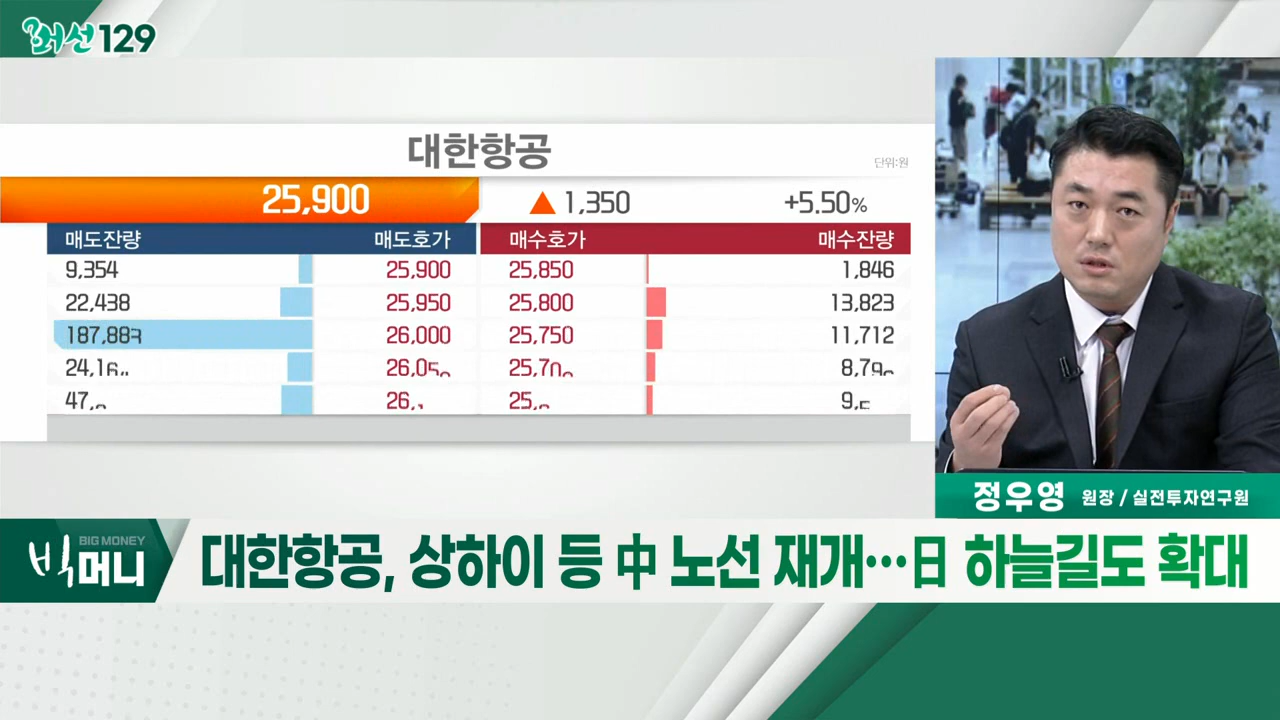 머선129
대한항공
단위:원
25,900 ▲ 1,350 +5.50%
매도잔량 매도호가 매수호가 매수잔량
9,354 25,900 25,850 1,846
22,438 25,950 25,800 13,823
26,000 25,750 11,712
정우영 원장 / 실전투자연구원
BIG MONEY
빅머니
대한항공, 상하이 등 中 노선 재개…日 하늘길도 확대